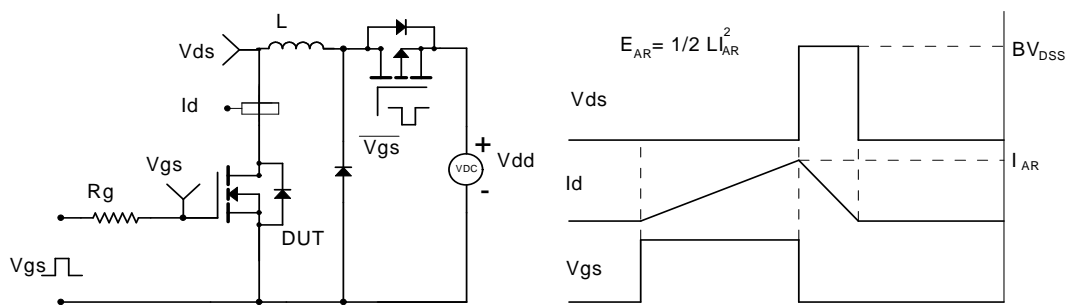 L
Vds
Id
Vgs
Vgs
+
VDC
-
Vdd
Rg
DUT
Vgs
E_AR = 1/2 LI_AR^2
BV_DSS
Vds
I_AR
Id
Vgs